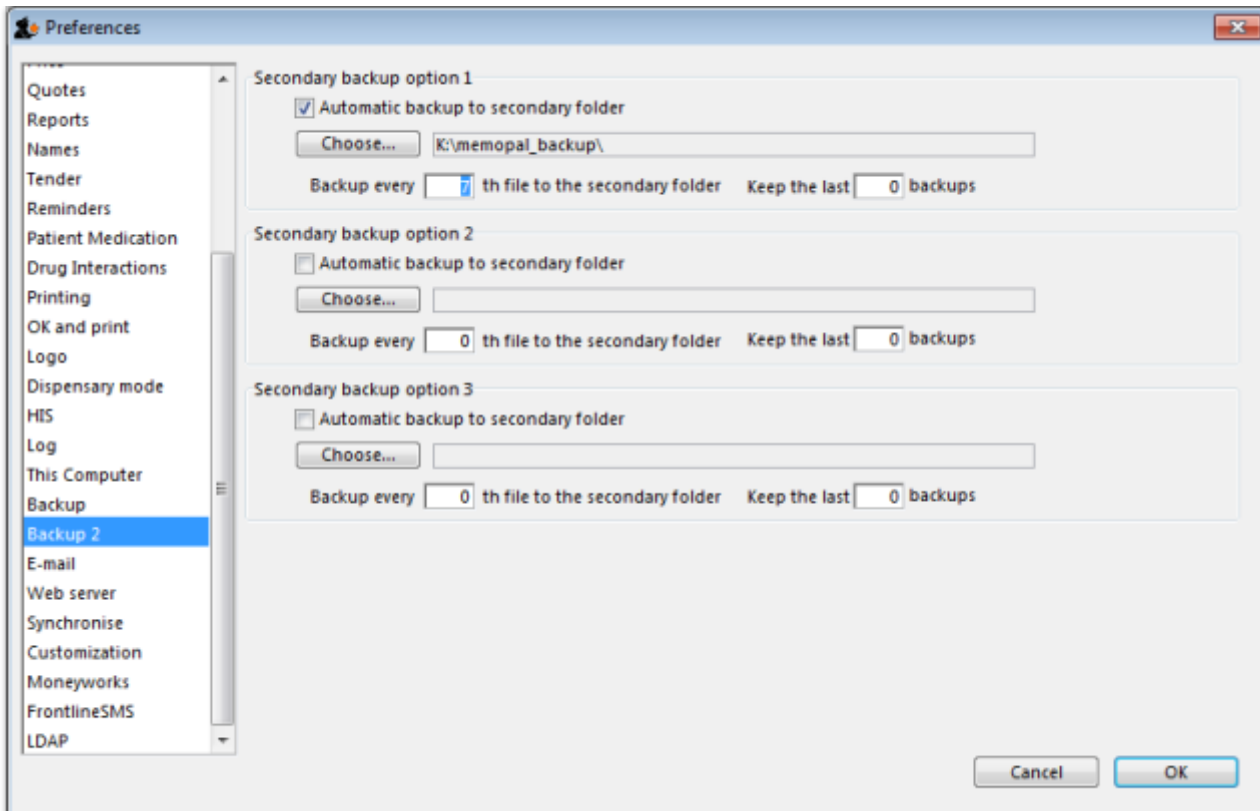 Preferences
Quotes
Reports
Names
Tender
Reminders
Patient Medication
Drug Interactions
Printing
OK and print
Logo
Dispensary mode
HIS
Log
This Computer
Backup
Backup 2
E-mail
Web server
Synchronise
Customization
Moneyworks
FrontlineSMS
LDAP
Secondary backup option 1
Automatic backup to secondary folder
Choose... K:\memopal_backup\
Backup every 7 th file to the secondary folder Keep the last 0 backups
Secondary backup option 2
Automatic backup to secondary folder
Choose...
Backup every 0 th file to the secondary folder Keep the last 0 backups
Secondary backup option 3
Automatic backup to secondary folder
Choose...
Backup every 0 th file to the secondary folder Keep the last 0 backups
Cancel OK